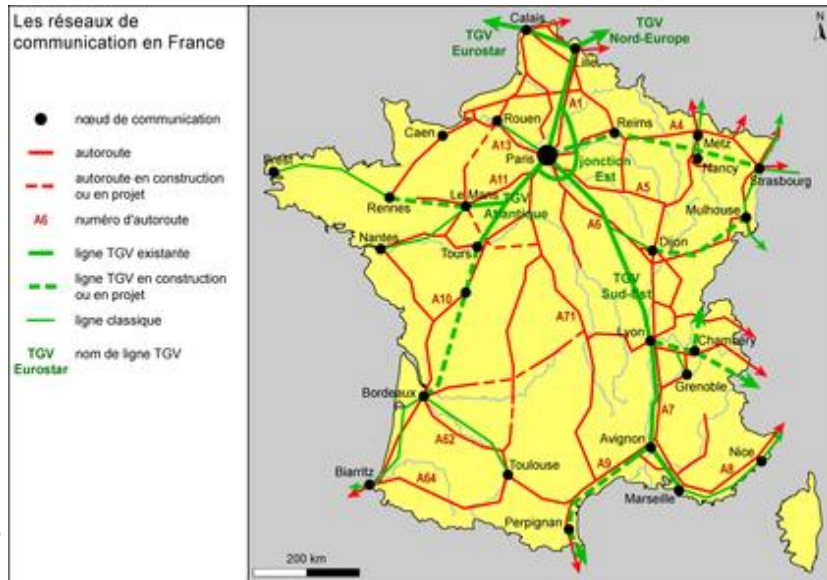 Les réseaux de
communication en France
nœud de communication
autoroute
autoroute en construction
ou en projet
A6
numéro d'autoroute
ligne TGV existante
ligne TGV en construction
ou en projet
ligne classique
TGV
Eurostar
nom de ligne TGV
N
Calais
TGV
Eurostar
TGV
Nord-Europe
Lille
A1
Rouen
Reims
A4
Caen
A13
Metz
Paris
jonction
Est
Nancy
Strasbourg
Brest
A11
A5
Rennes
Le Mans
TGV
Atlantique
A6
Mulhouse
Nantes
Tours
Dijon
A10
TGV
Sud-Est
A71
Lyon
Chambéry
Grenoble
Bordeaux
A7
A62
Avignon
Nice
Biarritz
A64
Toulouse
A9
A8
Marseille
Perpignan
200 km